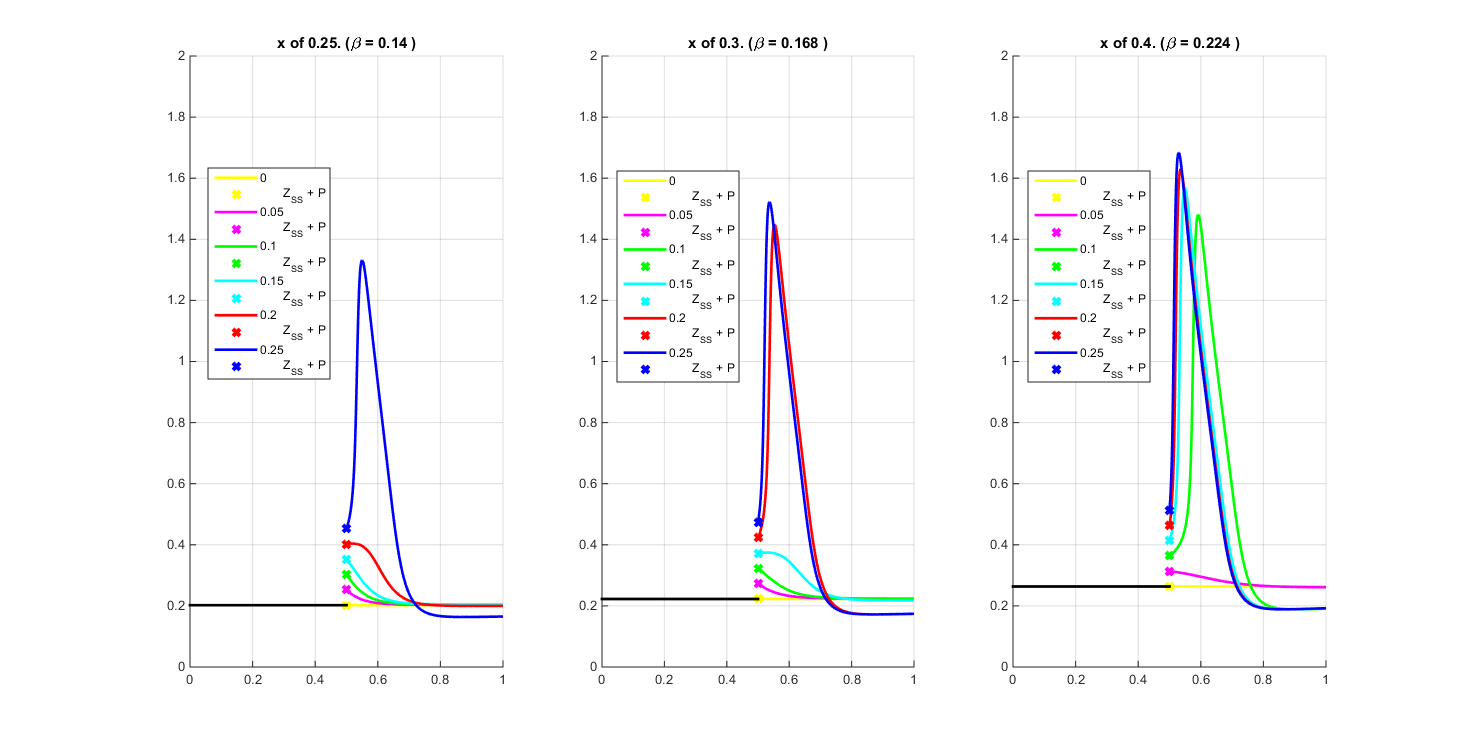 x of 0.25. (β = 0.14 )
2
1.8
1.6
1.4
1.2
1
0.8
0.6
0.4
0.2
0
0
Z_SS + P
0.05
Z_SS + P
0.1
Z_SS + P
0.15
Z_SS + P
0.2
Z_SS + P
0.25
Z_SS + P
0 0.2 0.4 0.6 0.8 1
x of 0.3. (β = 0.168 )
2
1.8
1.6
1.4
1.2
1
0.8
0.6
0.4
0.2
0
0
Z_SS + P
0.05
Z_SS + P
0.1
Z_SS + P
0.15
Z_SS + P
0.2
Z_SS + P
0.25
Z_SS + P
0 0.2 0.4 0.6 0.8 1
x of 0.4. (β = 0.224 )
2
1.8
1.6
1.4
1.2
1
0.8
0.6
0.4
0.2
0
0
Z_SS + P
0.05
Z_SS + P
0.1
Z_SS + P
0.15
Z_SS + P
0.2
Z_SS + P
0.25
Z_SS + P
0 0.2 0.4 0.6 0.8 1